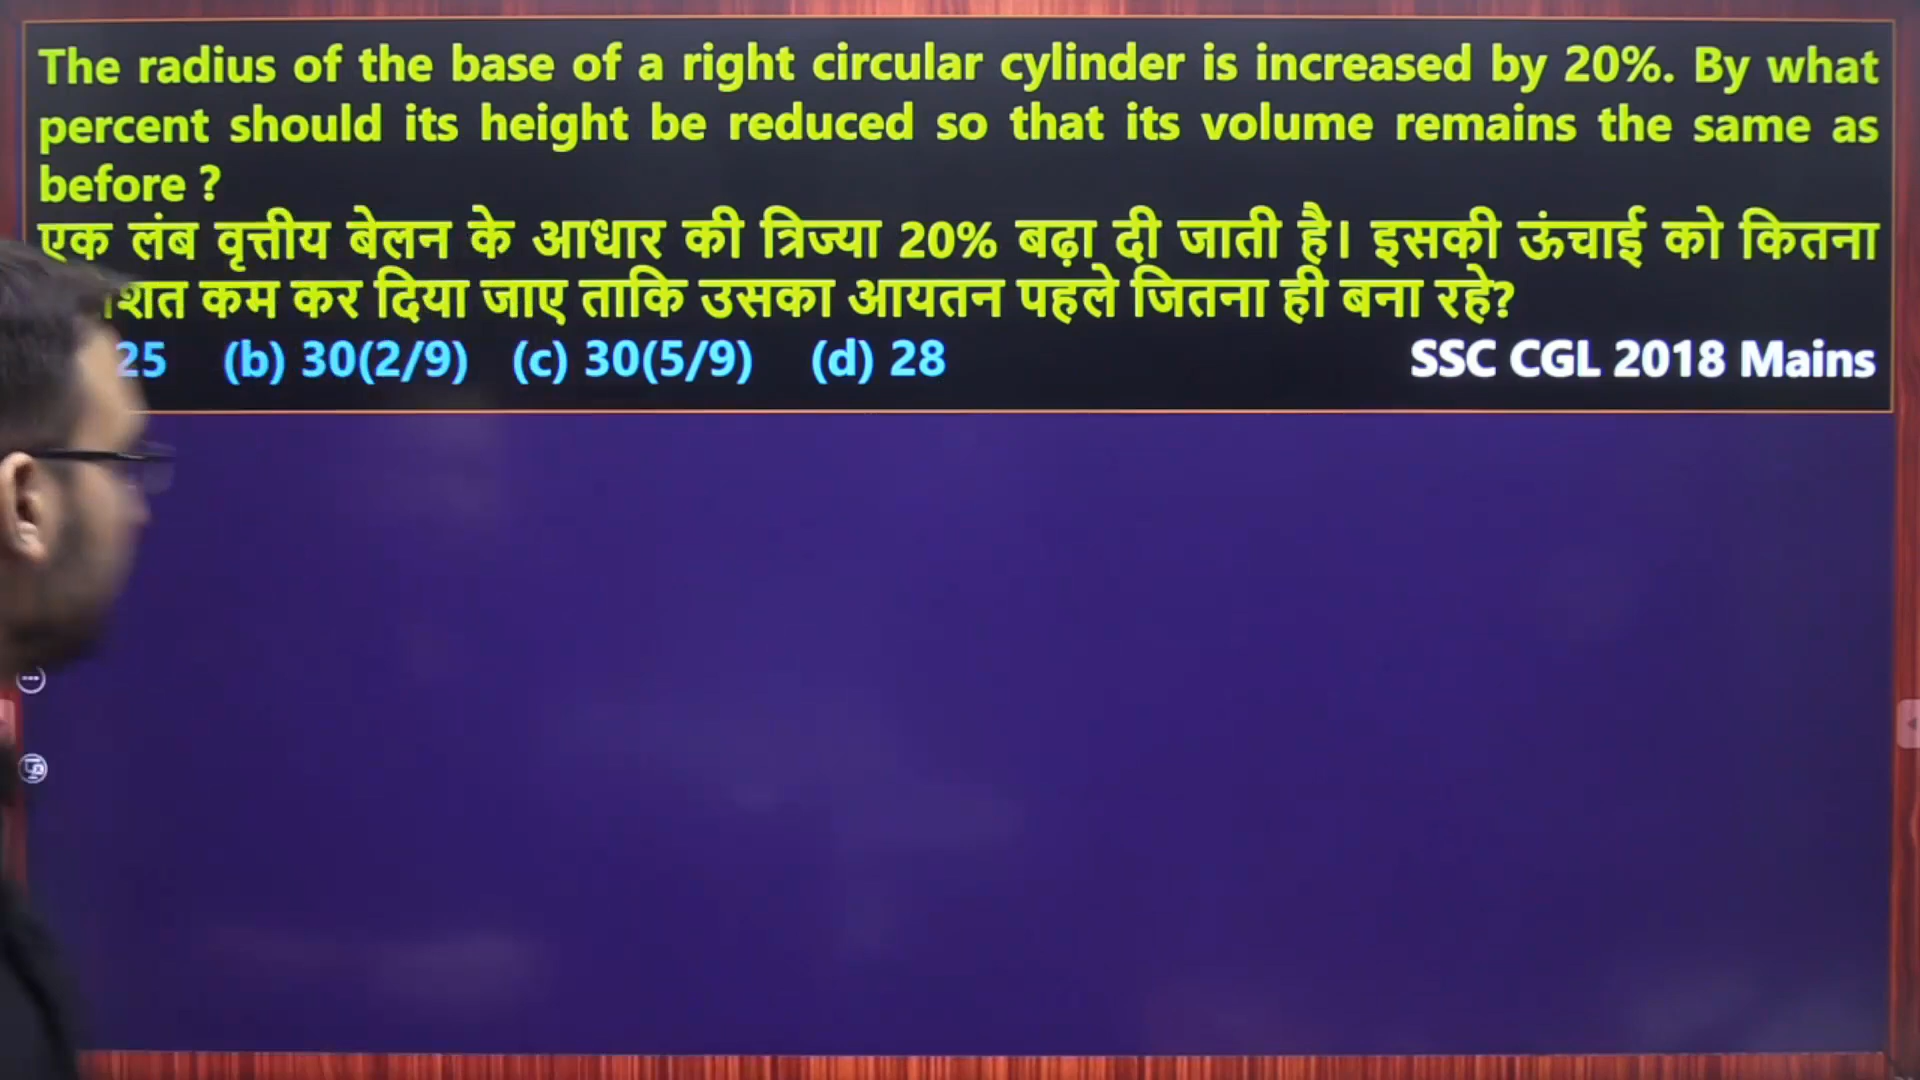 The radius of the base of a right circular cylinder is increased by 20%. By what
percent should its height be reduced so that its volume remains the same as
before ?
एक लंब वृत्तीय बेलन के आधार की त्रिज्या 20% बढ़ा दी जाती है। इसकी ऊंचाई को कितना
कम कर दिया जाए ताकि उसका आयतन पहले जितना ही बना रहे?
25 (b) 30(2/9) (c) 30(5/9) (d) 28 SSC CGL 2018 Mains